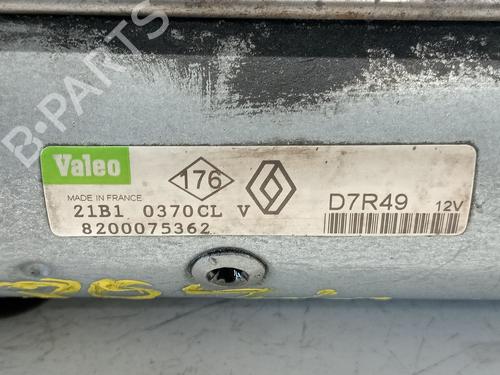 B-PARTS
Valeo
176
MADE IN FRANCE
21B1 0370CL V
8200075362
D7R49
12V